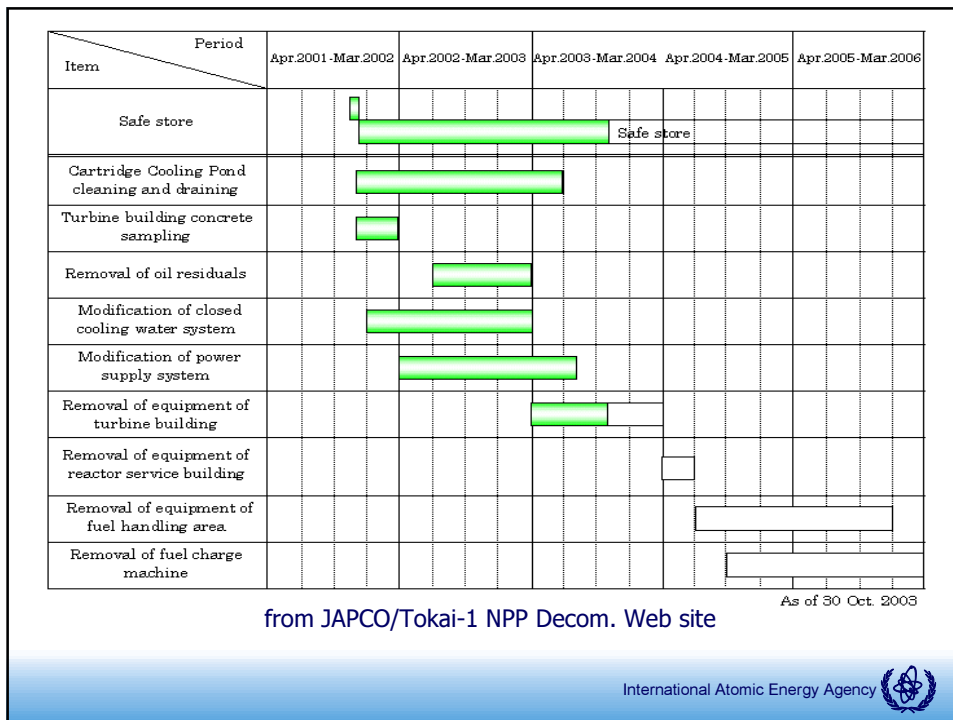 Period
Item
Apr.2001-Mar.2002 Apr.2002-Mar.2003 Apr.2003-Mar.2004 Apr.2004-Mar.2005 Apr.2005-Mar.2006
Safe store
Safe store
Cartridge Cooling Pond
cleaning and draining
Turbine building concrete
sampling
Removal of oil residuals
Modification of closed
cooling water system
Modification of power
supply system
Removal of equipment of
turbine building
Removal of equipment of
reactor service building
Removal of equipment of
fuel handling area
Removal of fuel charge
machine
As of 30 Oct. 2003
from JAPCO/Tokai-1 NPP Decom. Web site
International Atomic Energy Agency